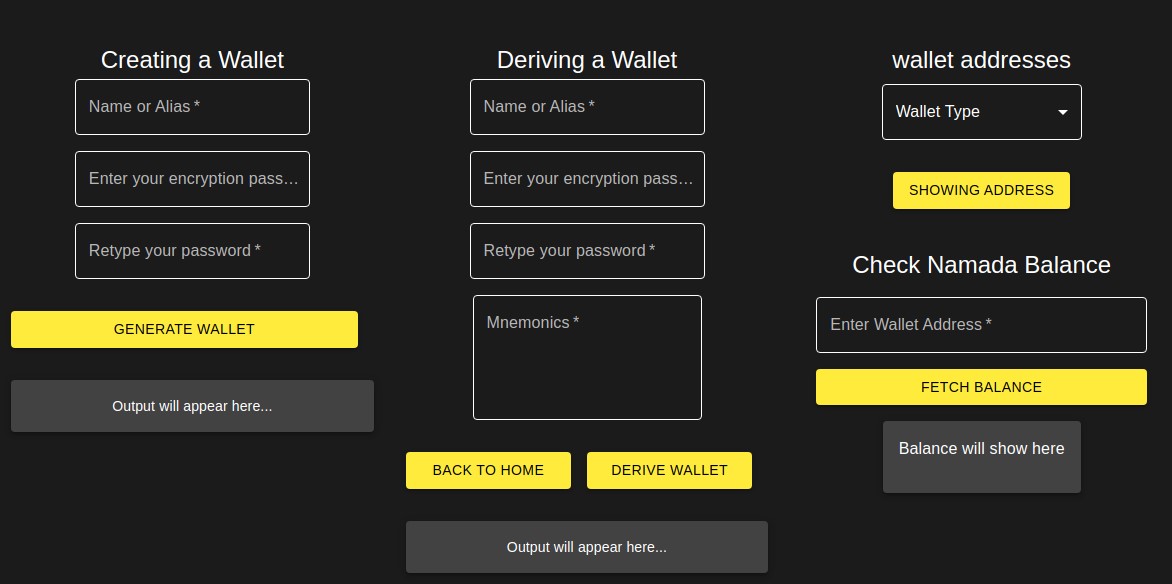 Creating a Wallet
Name or Alias *
Enter your encryption pass...
Retype your password *
GENERATE WALLET
Output will appear here...
Deriving a Wallet
Name or Alias *
Enter your encryption pass...
Retype your password *
Mnemonics *
BACK TO HOME
DERIVE WALLET
Output will appear here...
wallet addresses
Wallet Type
SHOWING ADDRESS
Check Namada Balance
Enter Wallet Address *
FETCH BALANCE
Balance will show here